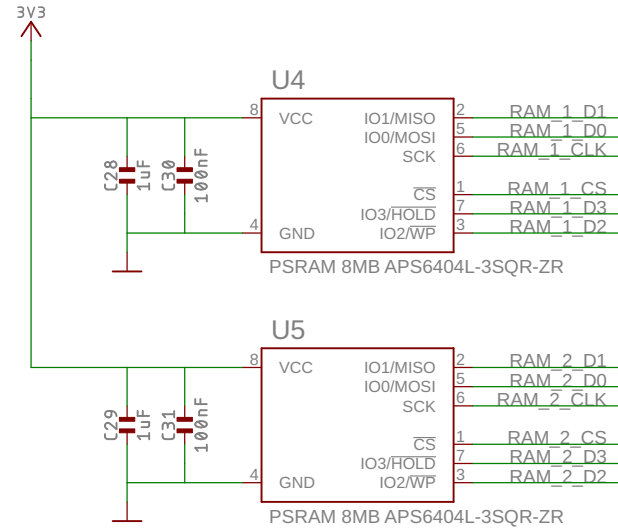 3V3
U4
8 VCC IO1/MISO 2 RAM_1_D1
IO0/MOSI 5 RAM_1_D0
SCK 6 RAM_1_CLK
C28 1uF C30 100nF
CS 1 RAM_1_CS
IO3/HOLD 7 RAM_1_D3
4 GND IO2/WP 3 RAM_1_D2
PSRAM 8MB APS6404L-3SQR-ZR
U5
8 VCC IO1/MISO 2 RAM_2_D1
IO0/MOSI 5 RAM_2_D0
SCK 6 RAM_2_CLK
C29 1uF C31 100nF
CS 1 RAM_2_CS
IO3/HOLD 7 RAM_2_D3
4 GND IO2/WP 3 RAM_2_D2
PSRAM 8MB APS6404L-3SQR-ZR